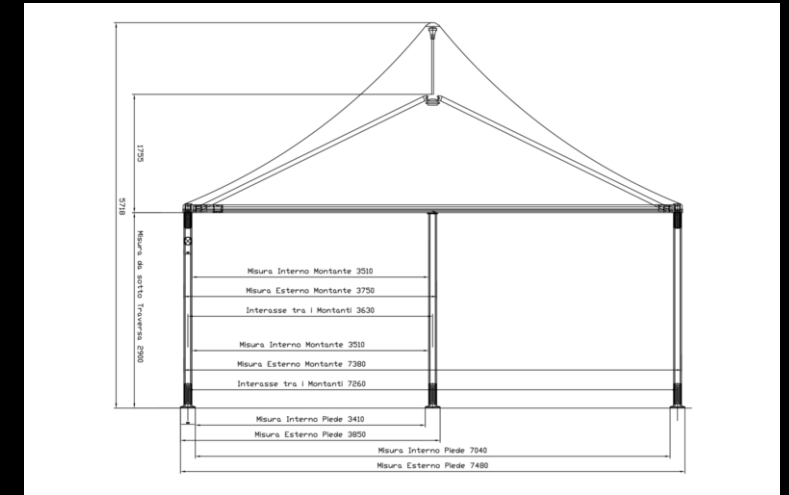 1755
5718
Misura da sotto Traversa 2900
Misura Interno Montante 3510
Misura Esterno Montante 3750
Interasse tra i Montanti 3630
Misura Interno Montante 3510
Misura Esterno Montante 7380
Interasse tra i Montanti 7260
Misura Interno Piede 3410
Misura Esterno Piede 3850
Misura Interno Piede 7040
Misura Esterno Piede 7480